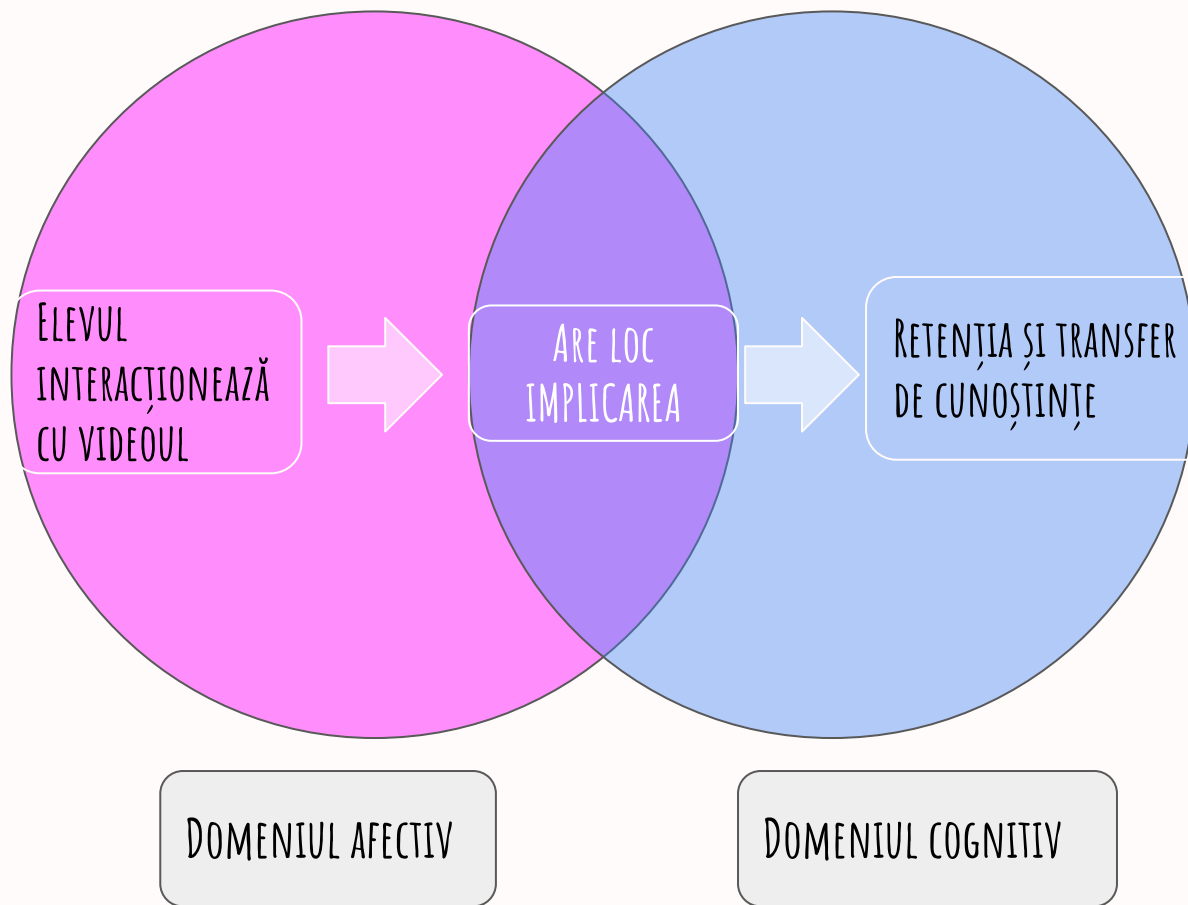 Elevul
interacționează
cu videoul
Are loc
implicarea
Retenția și transfer
de cunoștințe
Domeniul afectiv
Domeniul cognitiv